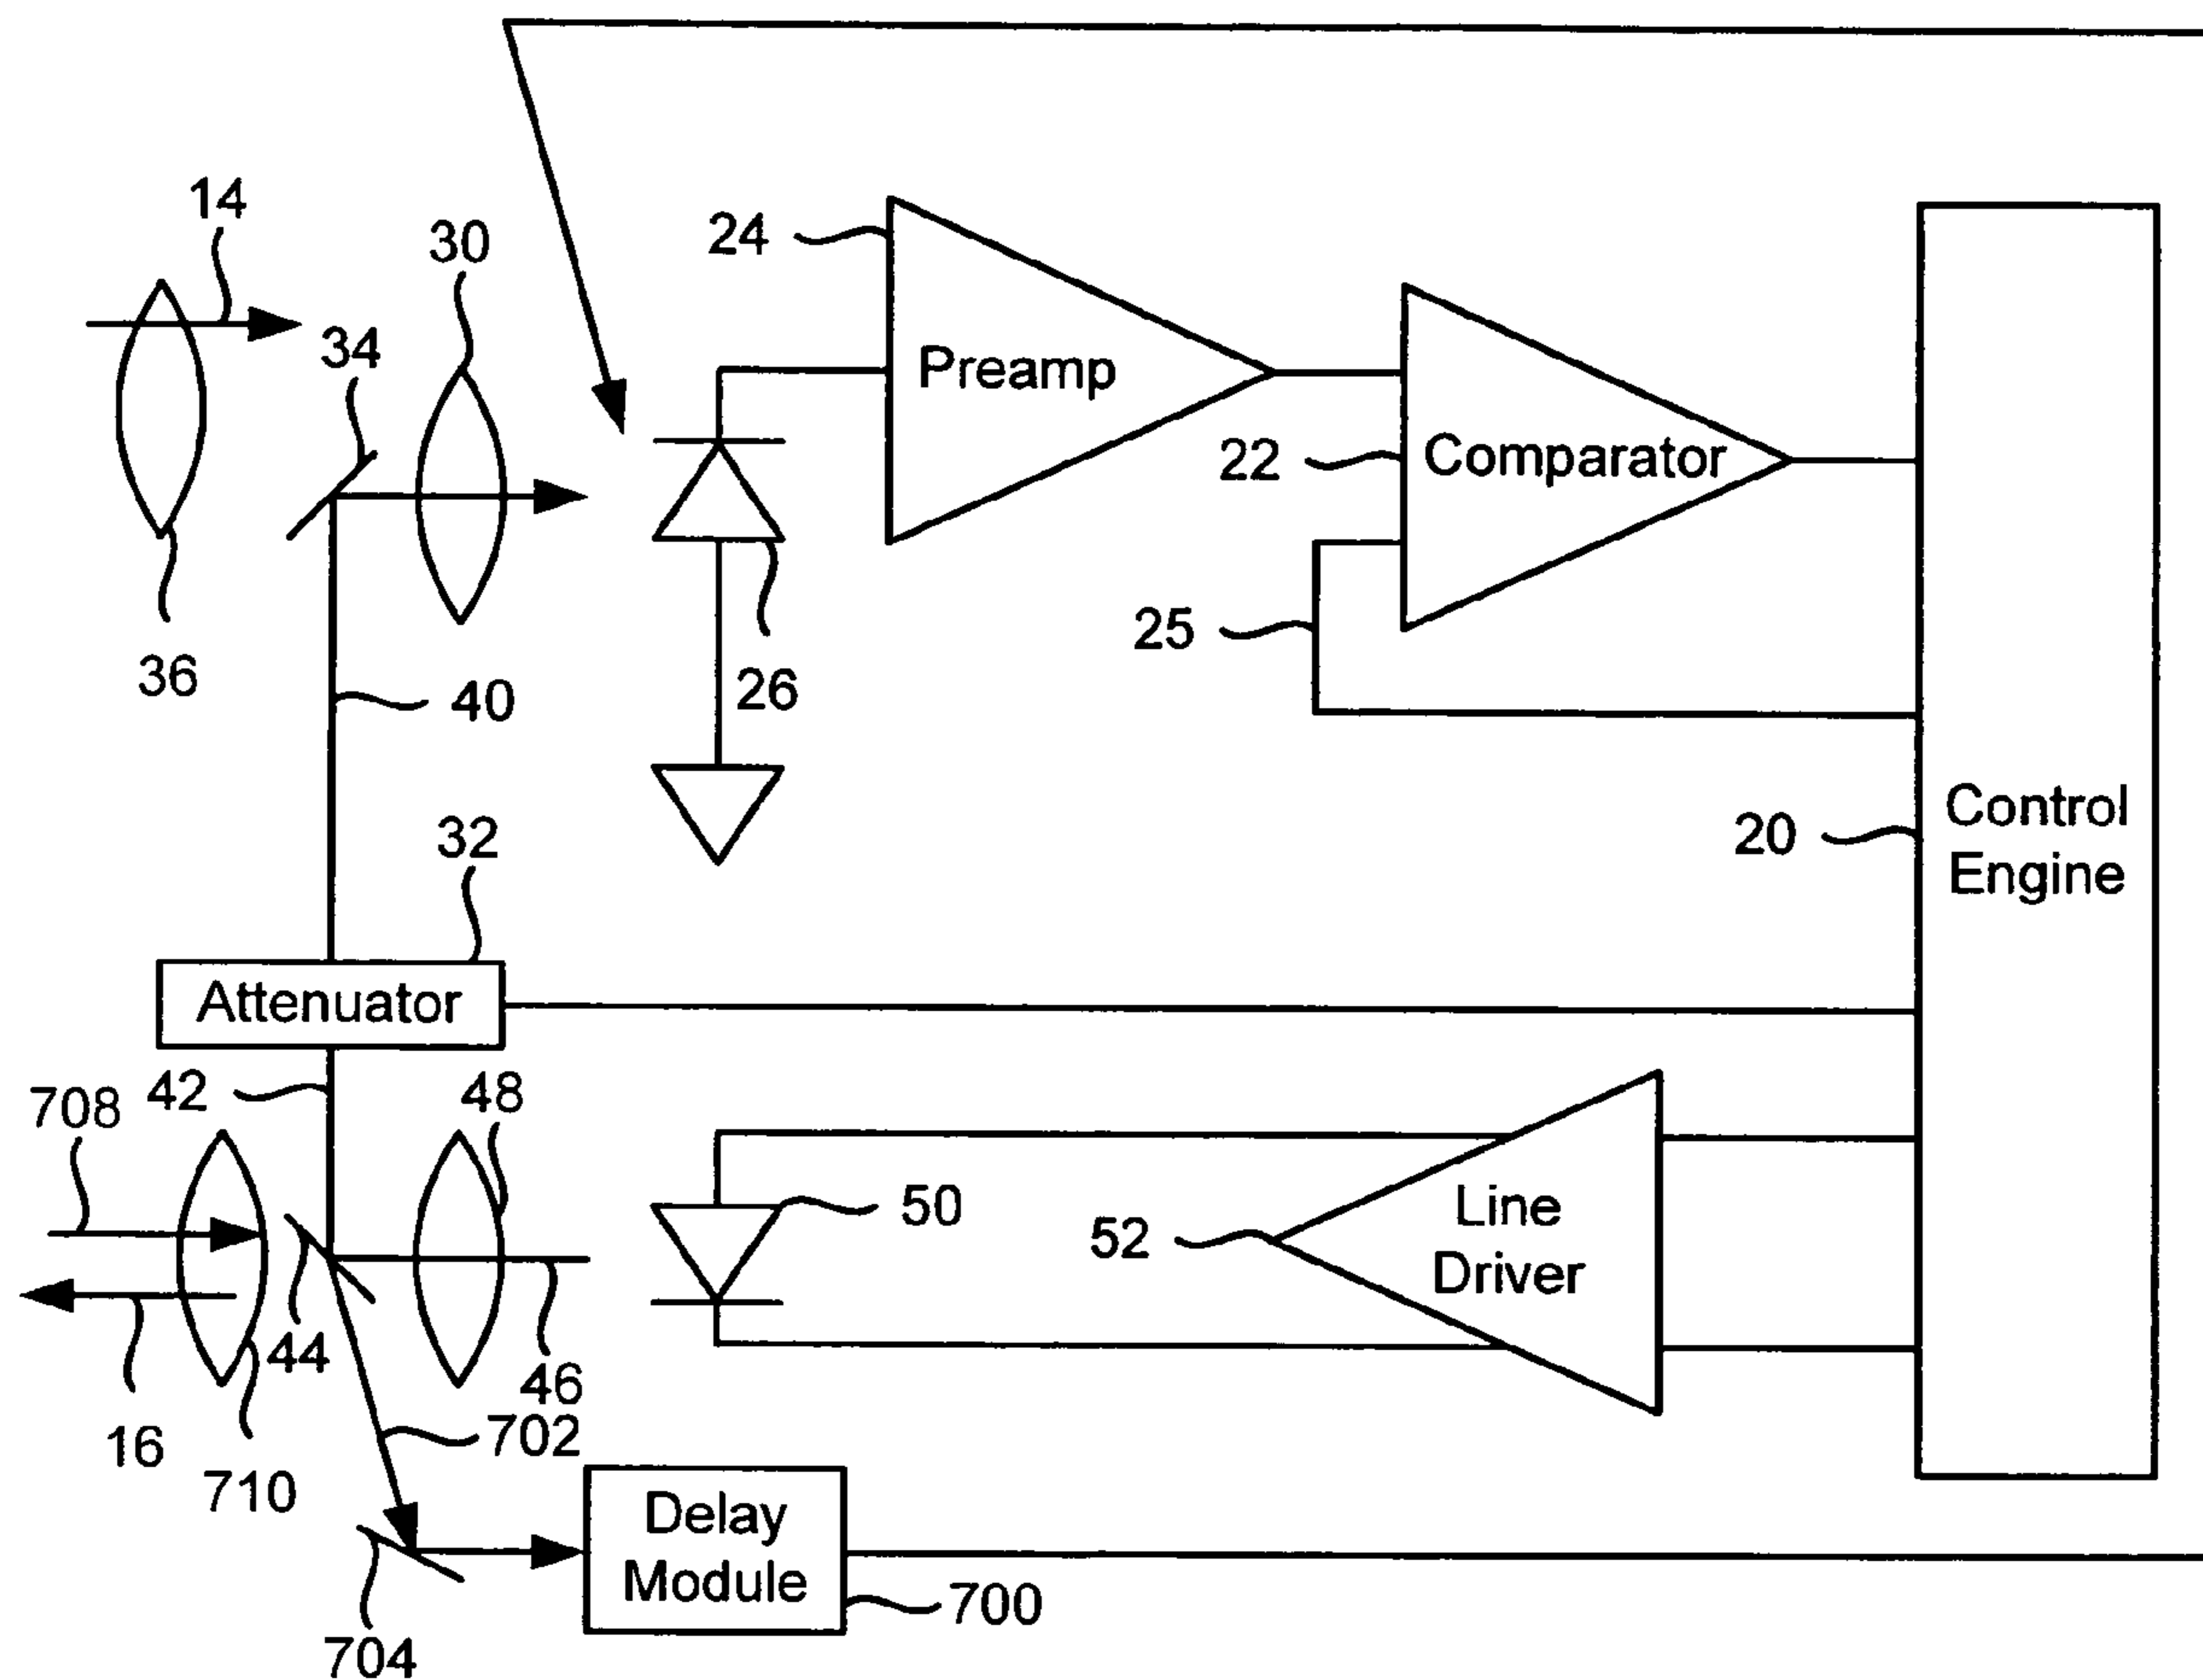 14
30
24
34
Preamp
22
Comparator
25
36
40
26
32
20
Control
Engine
Attenuator
708
42
48
50
52
Line
Driver
44
46
16
702
710
Delay
Module
700
704